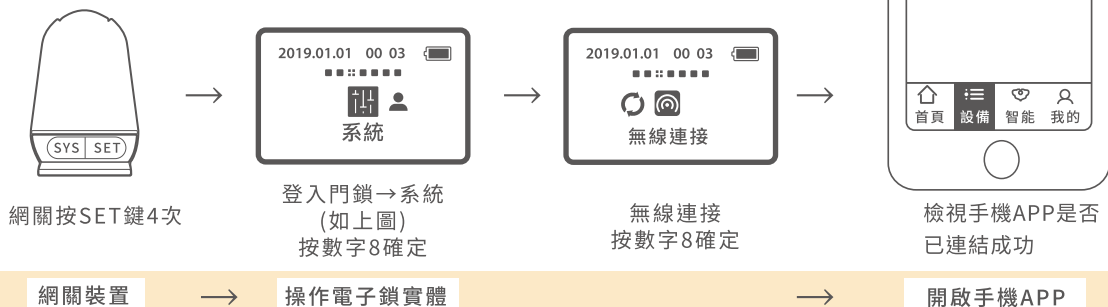 SYS SET
網關按SET鍵4次
→
2019.01.01 00 03
系統
登入門鎖→系統
(如上圖)
按數字8確定
→
2019.01.01 00 03
無線連接
無線連接
按數字8確定
→
首頁 設備 智能 我的
檢視手機APP是否
已連結成功
網關裝置 → 操作電子鎖實體 → 開啟手機APP